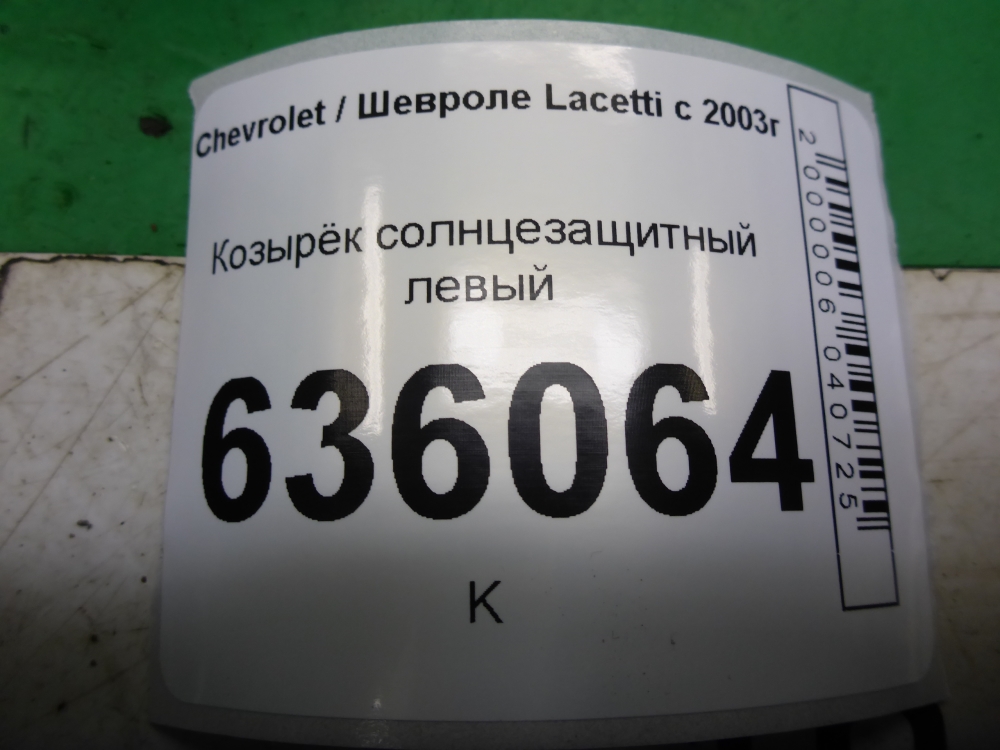 Chevrolet / Шевроле Lacetti с 2003г
Козырёк солнцезащитный
левый
636064
К
2000006040725